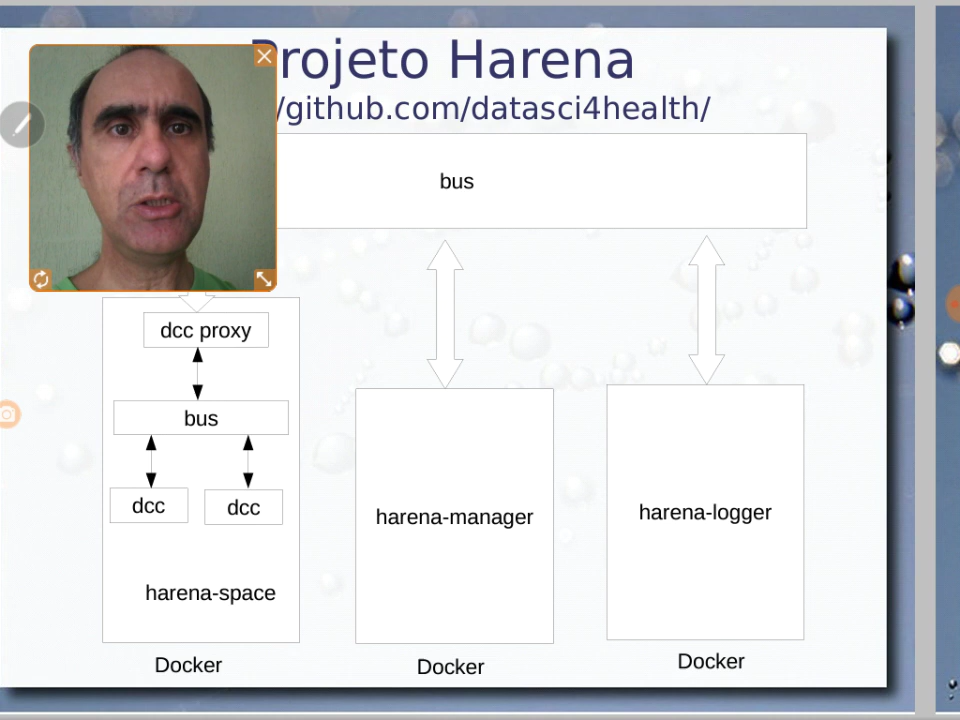 rojeto Harena
/github.com/datasci4health/
bus
dcc proxy
bus
dcc
dcc
harena-space
harena-manager
harena-logger
Docker
Docker
Docker